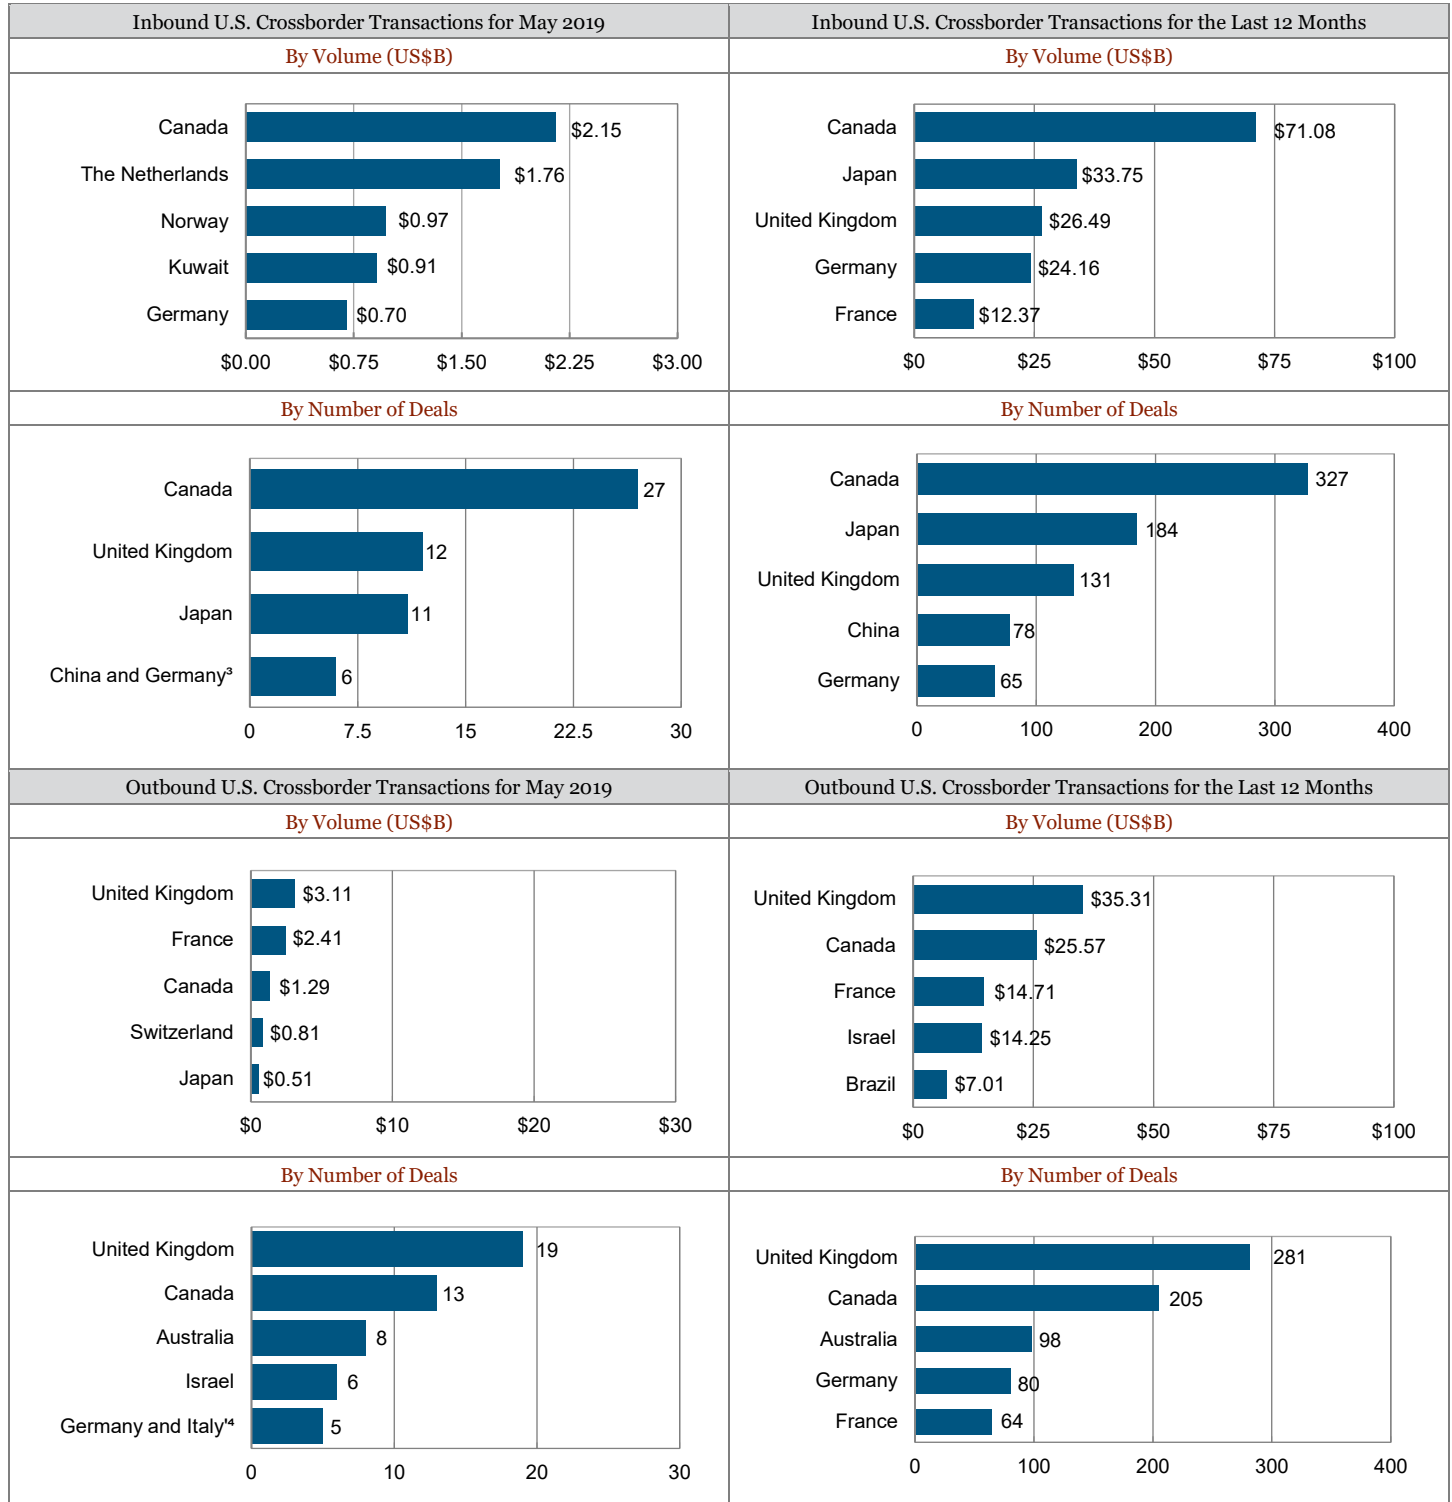 Inbound U.S. Crossborder Transactions for May 2019
By Volume (US$B)
Canada $2.15
The Netherlands $1.76
Norway $0.97
Kuwait $0.91
Germany $0.70
$0.00 $0.75 $1.50 $2.25 $3.00
By Number of Deals
Canada 27
United Kingdom 12
Japan 11
China and Germany³ 6
0 7.5 15 22.5 30
Inbound U.S. Crossborder Transactions for the Last 12 Months
By Volume (US$B)
Canada $71.08
Japan $33.75
United Kingdom $26.49
Germany $24.16
France $12.37
$0 $25 $50 $75 $100
By Number of Deals
Canada 327
Japan 184
United Kingdom 131
China 78
Germany 65
0 100 200 300 400
Outbound U.S. Crossborder Transactions for May 2019
By Volume (US$B)
United Kingdom $3.11
France $2.41
Canada $1.29
Switzerland $0.81
Japan $0.51
$0 $10 $20 $30
By Number of Deals
United Kingdom 19
Canada 13
Australia 8
Israel 6
Germany and Italy'⁴ 5
0 10 20 30
Outbound U.S. Crossborder Transactions for the Last 12 Months
By Volume (US$B)
United Kingdom $35.31
Canada $25.57
France $14.71
Israel $14.25
Brazil $7.01
$0 $25 $50 $75 $100
By Number of Deals
United Kingdom 281
Canada 205
Australia 98
Germany 80
France 64
0 100 200 300 400